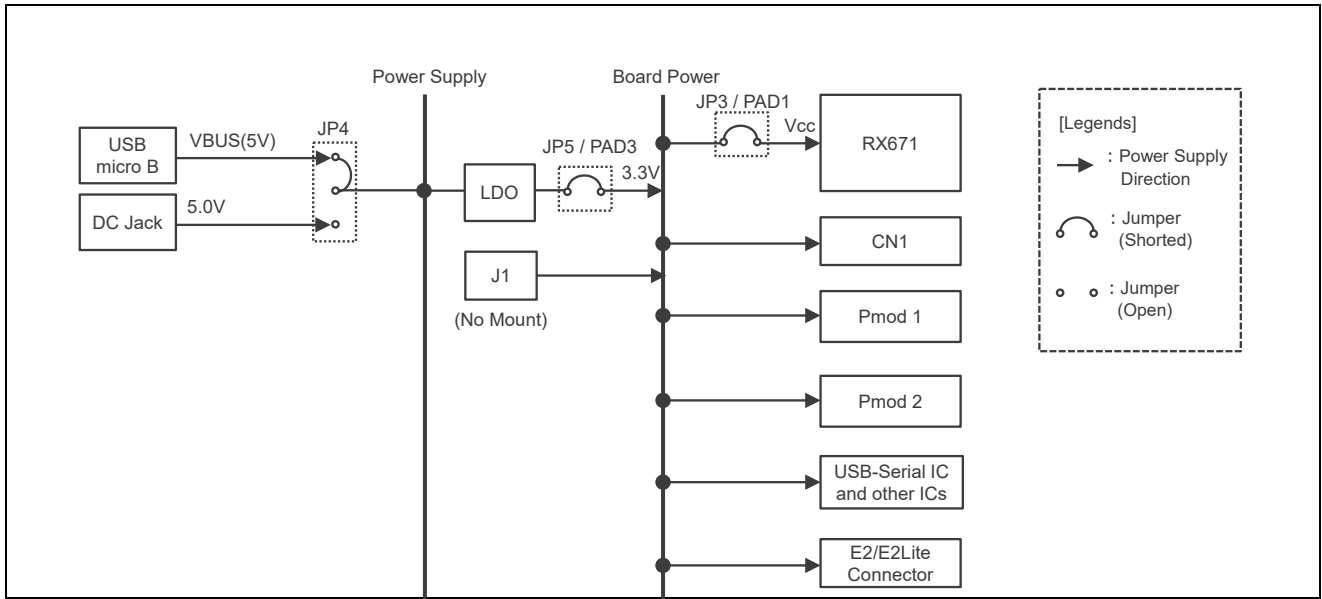 Power Supply
Board Power
JP3 / PAD1
Vcc
RX671
USB
micro B
VBUS(5V)
JP4
DC Jack
5.0V
JP5 / PAD3
3.3V
LDO
J1
(No Mount)
CN1
Pmod 1
Pmod 2
USB-Serial IC
and other ICs
E2/E2Lite
Connector
[Legends]
: Power Supply
Direction
: Jumper
(Shorted)
: Jumper
(Open)